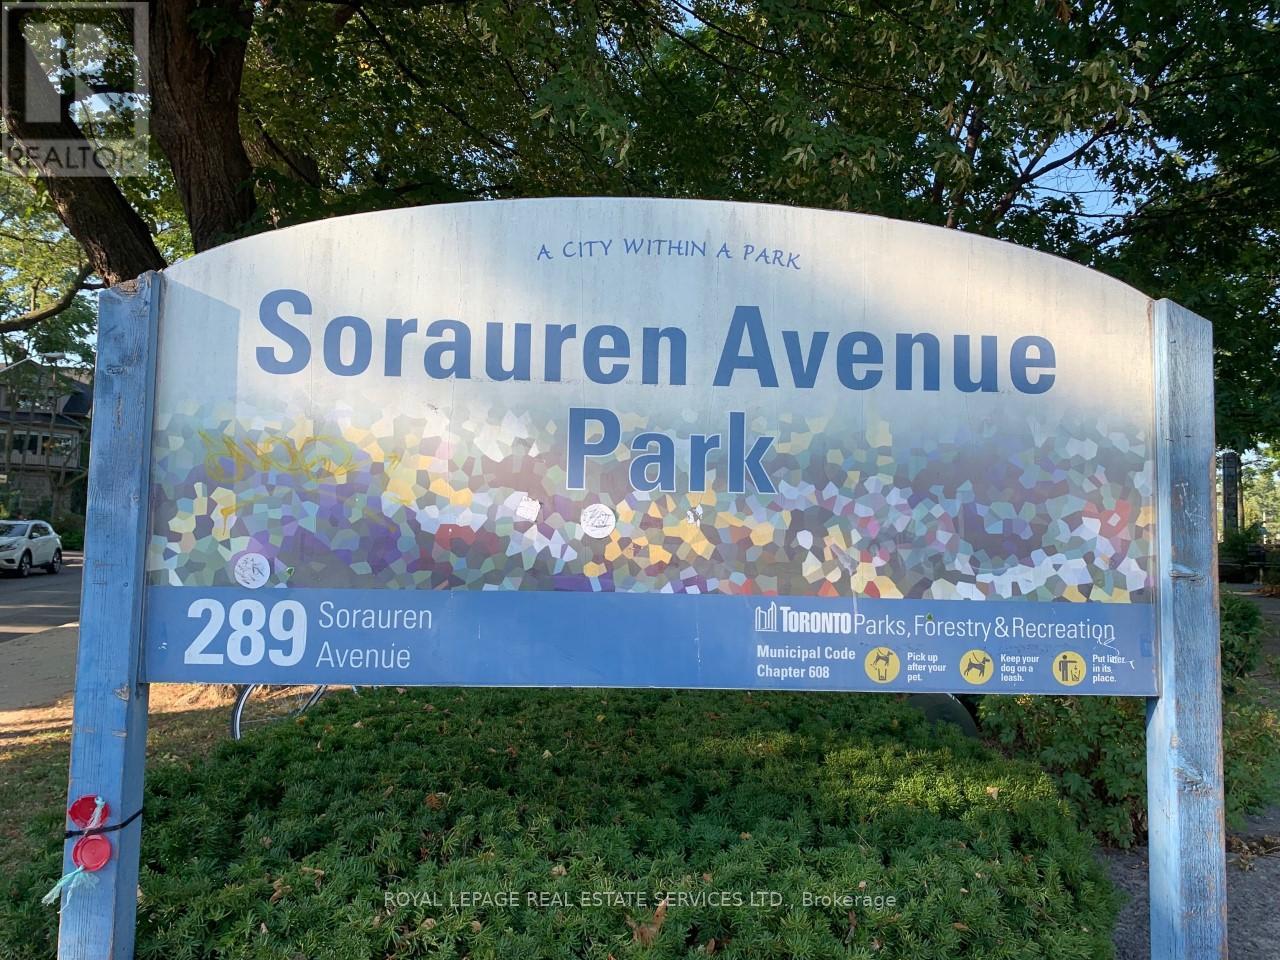 REALTOR
A CITY WITHIN A PARK
Sorauren Avenue
Park
289 Sorauren
Avenue
TORONTO Parks, Forestry & Recreation
Municipal Code
Chapter 608
Pick up
after your
pet.
Keep your
dog on a
leash.
Put litter
in its
place.
ROYAL LEPAGE REAL ESTATE SERVICES LTD., Brokerage